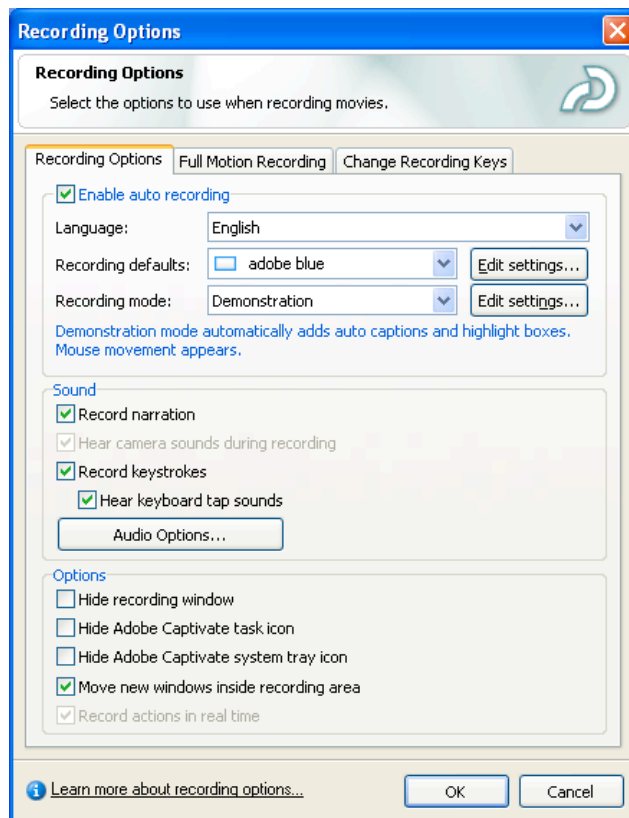 Recording Options
Recording Options
Select the options to use when recording movies.
Recording Options Full Motion Recording Change Recording Keys
Enable auto recording
Language: English
Recording defaults: adobe blue Edit settings...
Recording mode: Demonstration Edit settings...
Demonstration mode automatically adds auto captions and highlight boxes.
Mouse movement appears.
Sound
Record narration
Hear camera sounds during recording
Record keystrokes
Hear keyboard tap sounds
Audio Options...
Options
Hide recording window
Hide Adobe Captivate task icon
Hide Adobe Captivate system tray icon
Move new windows inside recording area
Record actions in real time
Learn more about recording options... OK Cancel